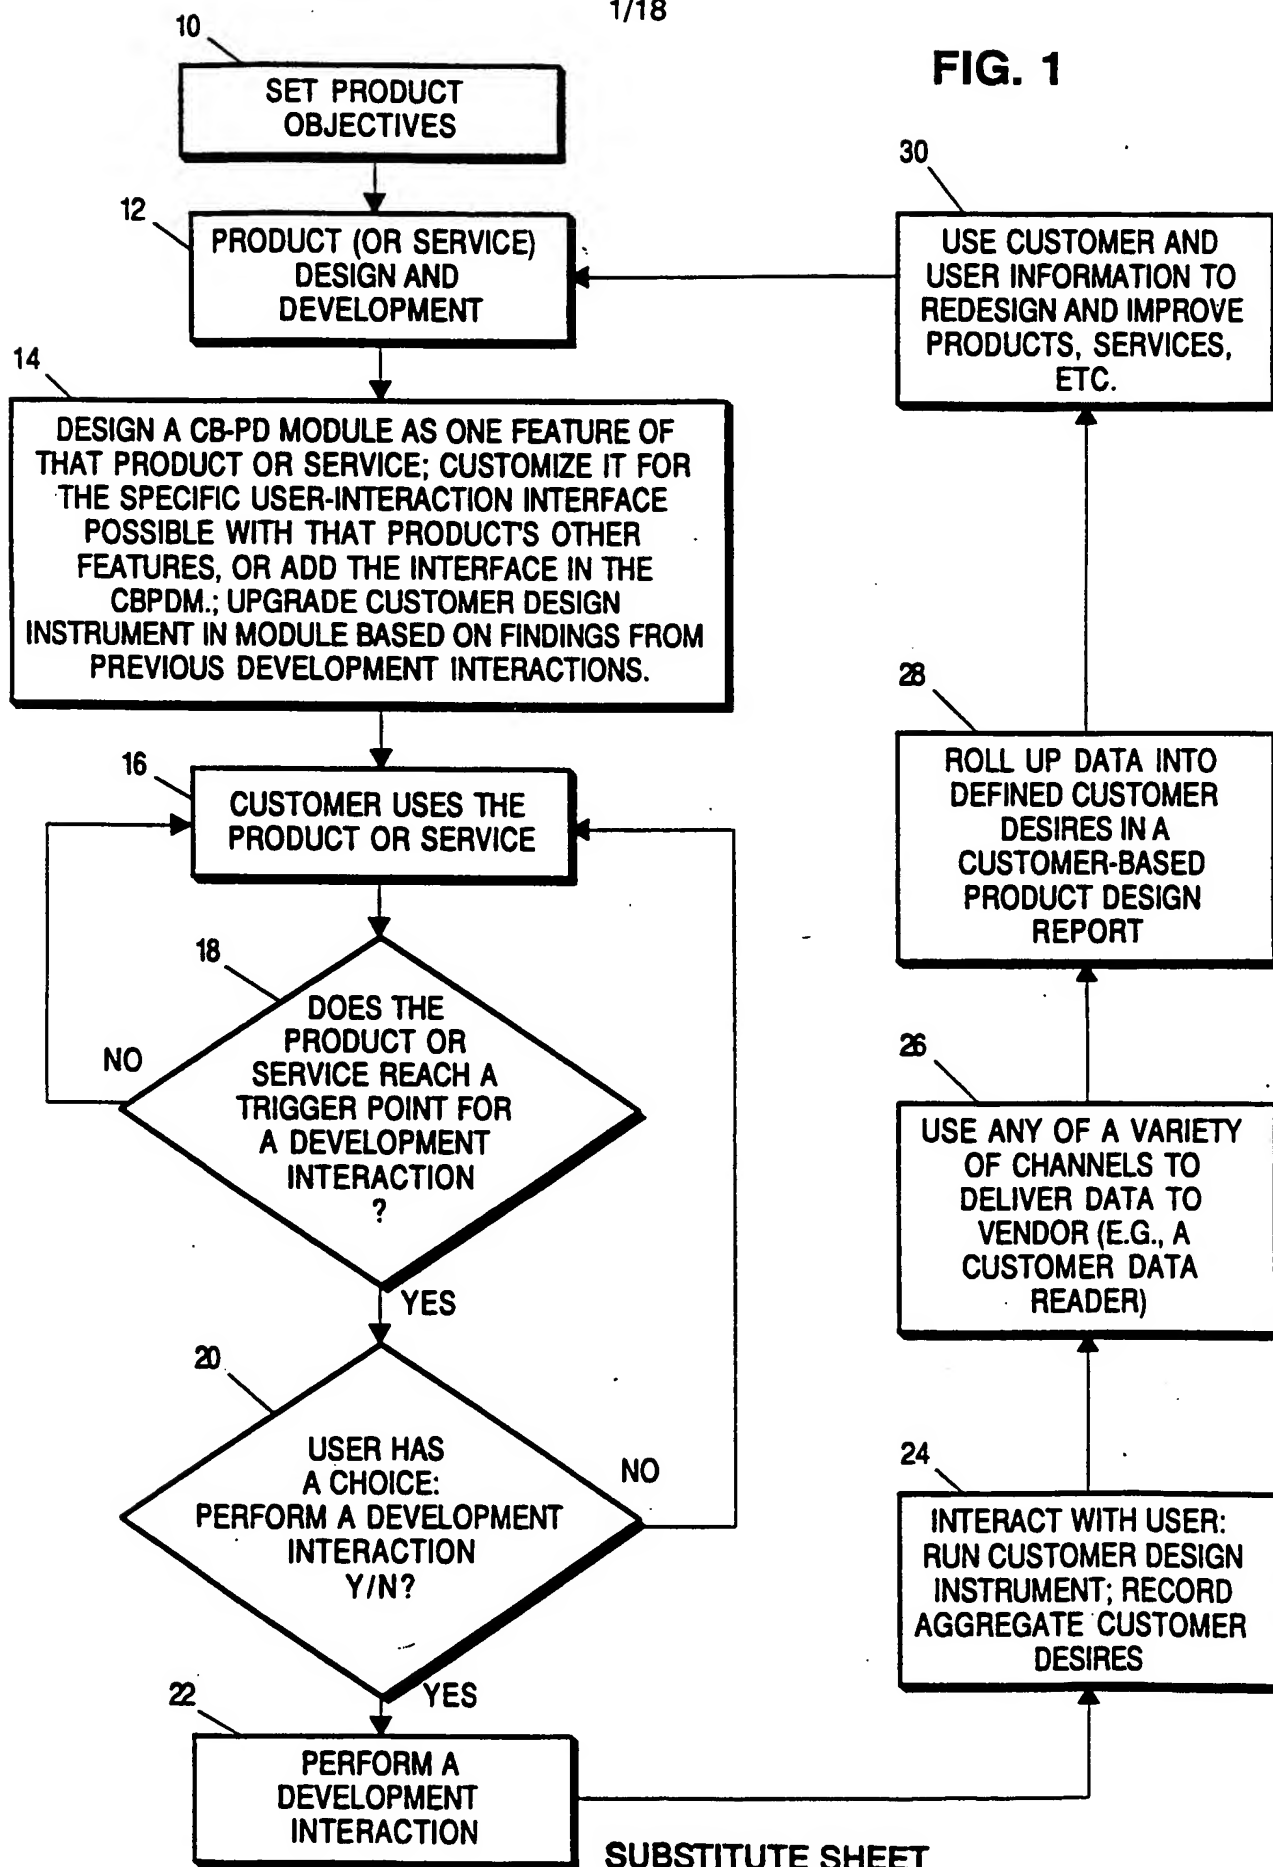 1/18
FIG. 1
10
SET PRODUCT
OBJECTIVES
12
PRODUCT (OR SERVICE)
DESIGN AND
DEVELOPMENT
14
DESIGN A CB-PD MODULE AS ONE FEATURE OF
THAT PRODUCT OR SERVICE; CUSTOMIZE IT FOR
THE SPECIFIC USER-INTERACTION INTERFACE
POSSIBLE WITH THAT PRODUCT'S OTHER
FEATURES, OR ADD THE INTERFACE IN THE
CBPDM.; UPGRADE CUSTOMER DESIGN
INSTRUMENT IN MODULE BASED ON FINDINGS FROM
PREVIOUS DEVELOPMENT INTERACTIONS.
16
CUSTOMER USES THE
PRODUCT OR SERVICE
18
DOES THE
PRODUCT OR
SERVICE REACH A
TRIGGER POINT FOR
A DEVELOPMENT
INTERACTION
?
NO
YES
20
USER HAS
A CHOICE:
PERFORM A DEVELOPMENT
INTERACTION
Y/N?
NO
YES
22
PERFORM A
DEVELOPMENT
INTERACTION
24
INTERACT WITH USER:
RUN CUSTOMER DESIGN
INSTRUMENT; RECORD
AGGREGATE CUSTOMER
DESIRES
26
USE ANY OF A VARIETY
OF CHANNELS TO
DELIVER DATA TO
VENDOR (E.G., A
CUSTOMER DATA
READER)
28
ROLL UP DATA INTO
DEFINED CUSTOMER
DESIRES IN A
CUSTOMER-BASED
PRODUCT DESIGN
REPORT
30
USE CUSTOMER AND
USER INFORMATION TO
REDESIGN AND IMPROVE
PRODUCTS, SERVICES,
ETC.
SUBSTITUTE SHEET